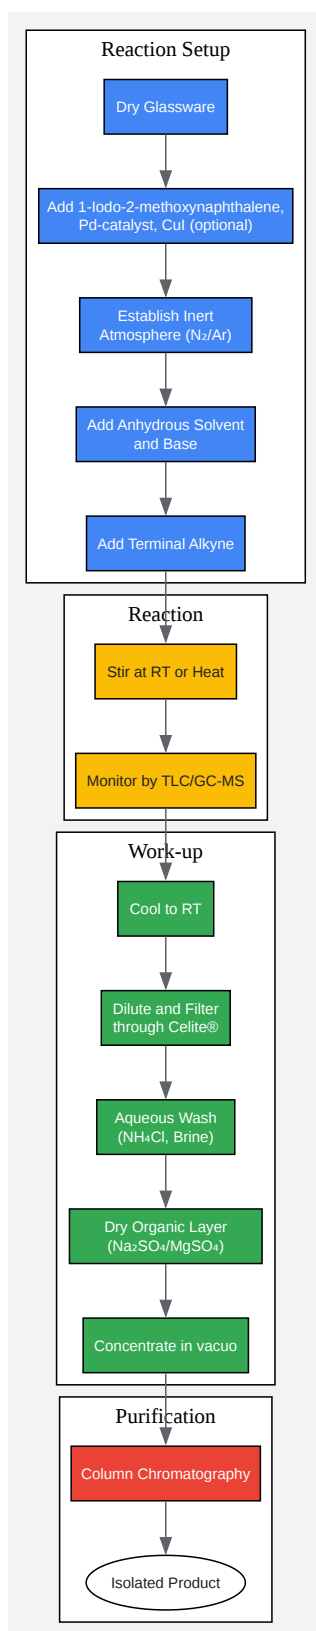 Reaction Setup
Dry Glassware
Add 1-Iodo-2-methoxynaphthalene,
Pd-catalyst, CuI (optional)
Establish Inert
Atmosphere (N₂/Ar)
Add Anhydrous Solvent
and Base
Add Terminal Alkyne
Reaction
Stir at RT or Heat
Monitor by TLC/GC-MS
Work-up
Cool to RT
Dilute and Filter
through Celite®
Aqueous Wash
(NH₄Cl, Brine)
Dry Organic Layer
(Na₂SO₄/MgSO₄)
Concentrate in vacuo
Purification
Column Chromatography
Isolated Product